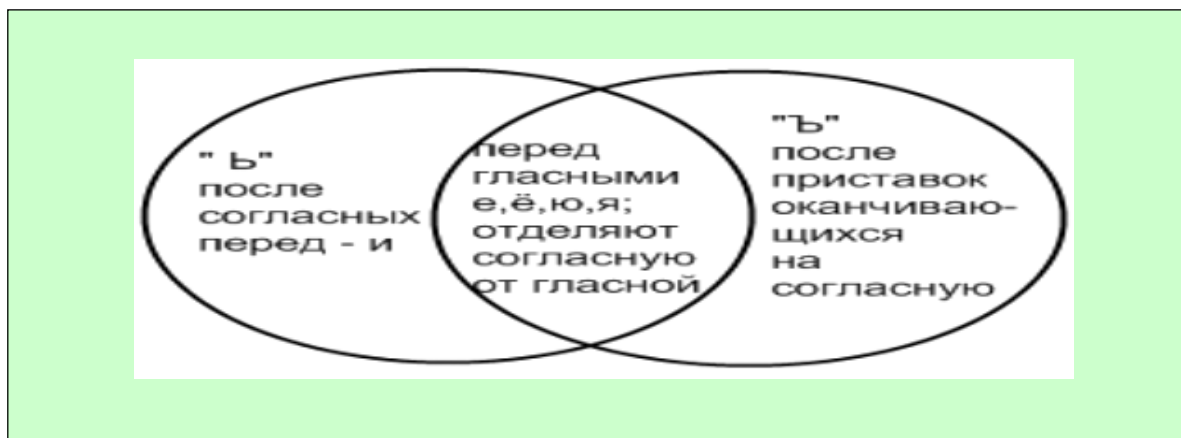 " Ь"
после
согласных
перед - и
перед
гласными
е,ё,ю,я;
отделяют
согласную
от гласной
"Ъ"
после
приставок
оканчиваю-
щихся
на
согласную